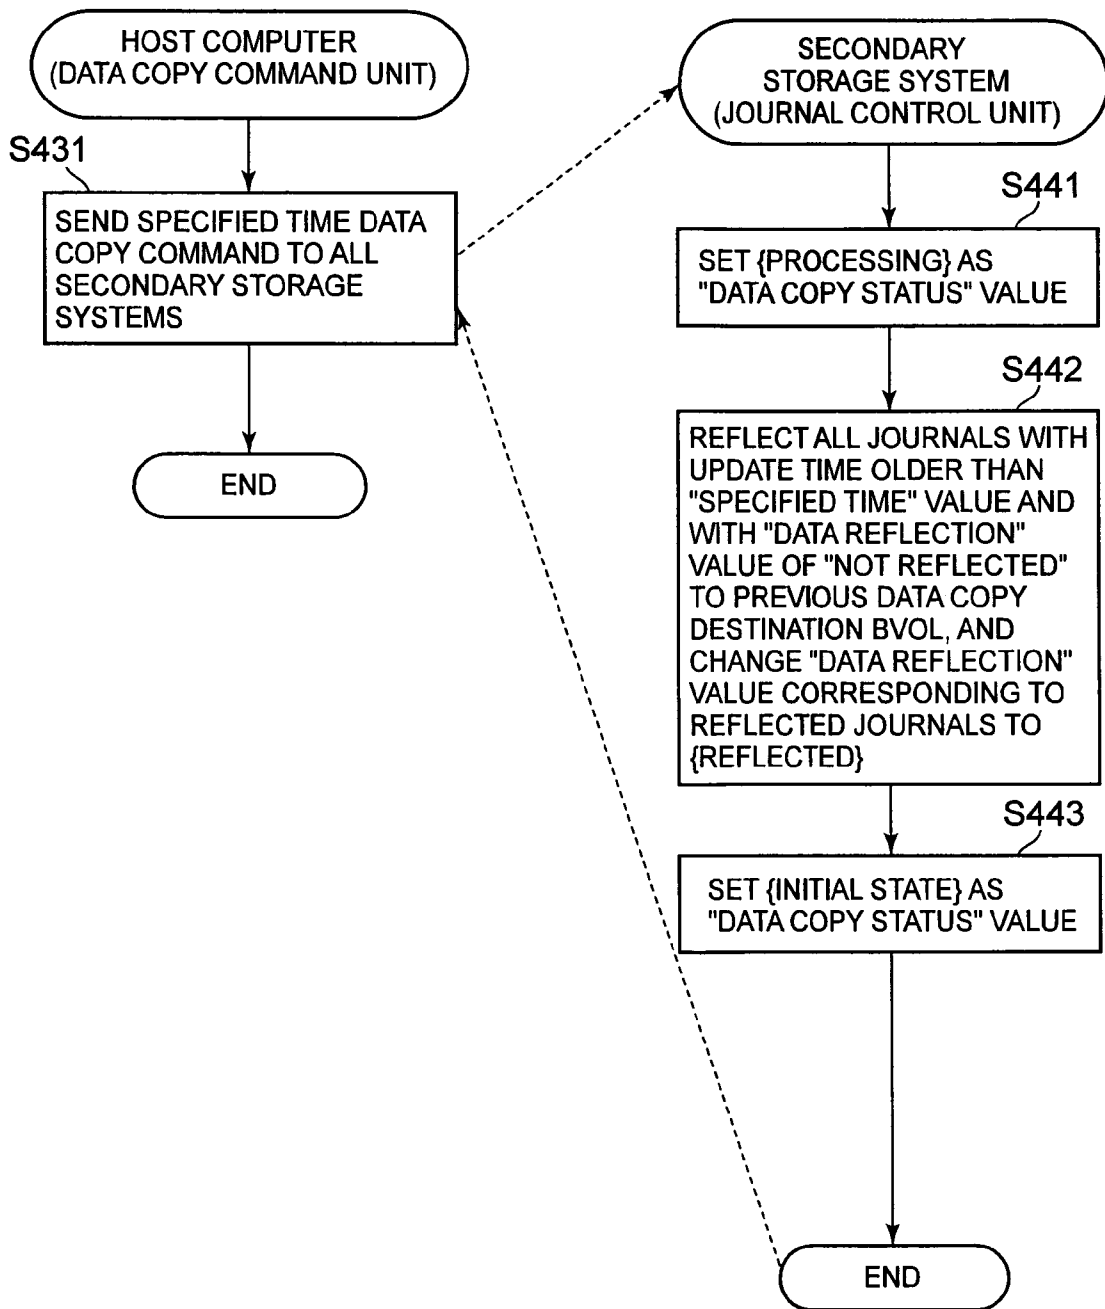 HOST COMPUTER
(DATA COPY COMMAND UNIT)
S431
SEND SPECIFIED TIME DATA
COPY COMMAND TO ALL
SECONDARY STORAGE
SYSTEMS
END
SECONDARY
STORAGE SYSTEM
(JOURNAL CONTROL UNIT)
S441
SET {PROCESSING} AS
"DATA COPY STATUS" VALUE
S442
REFLECT ALL JOURNALS WITH
UPDATE TIME OLDER THAN
"SPECIFIED TIME" VALUE AND
WITH "DATA REFLECTION"
VALUE OF "NOT REFLECTED"
TO PREVIOUS DATA COPY
DESTINATION BVOL, AND
CHANGE "DATA REFLECTION"
VALUE CORRESPONDING TO
REFLECTED JOURNALS TO
{REFLECTED}
S443
SET {INITIAL STATE} AS
"DATA COPY STATUS" VALUE
END